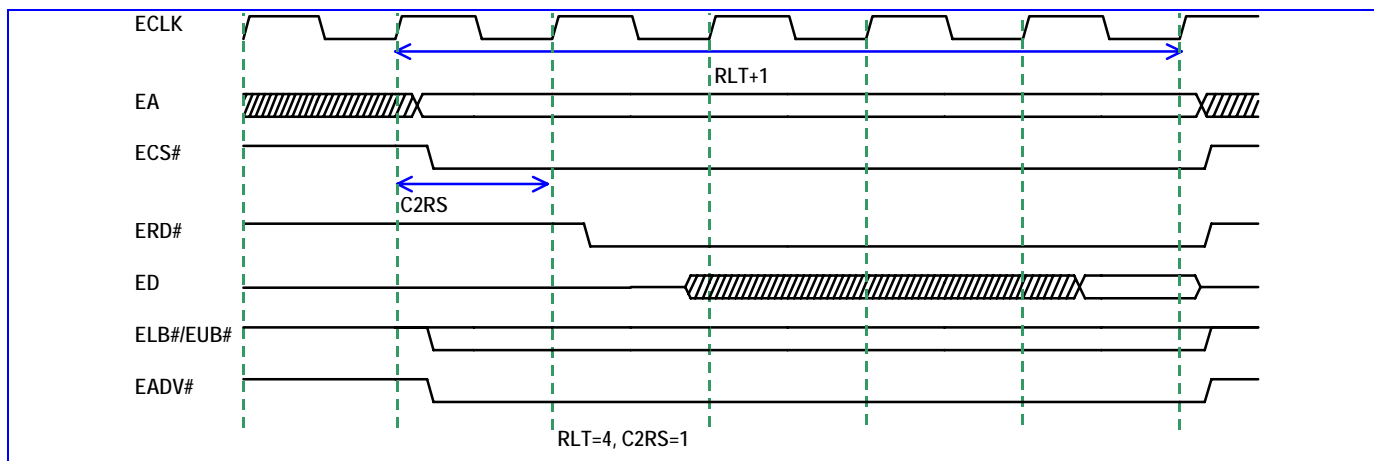 ECLK
RLT+1
EA
ECS#
C2RS
ERD#
ED
ELB#/EUB#
EADV#
RLT=4, C2RS=1